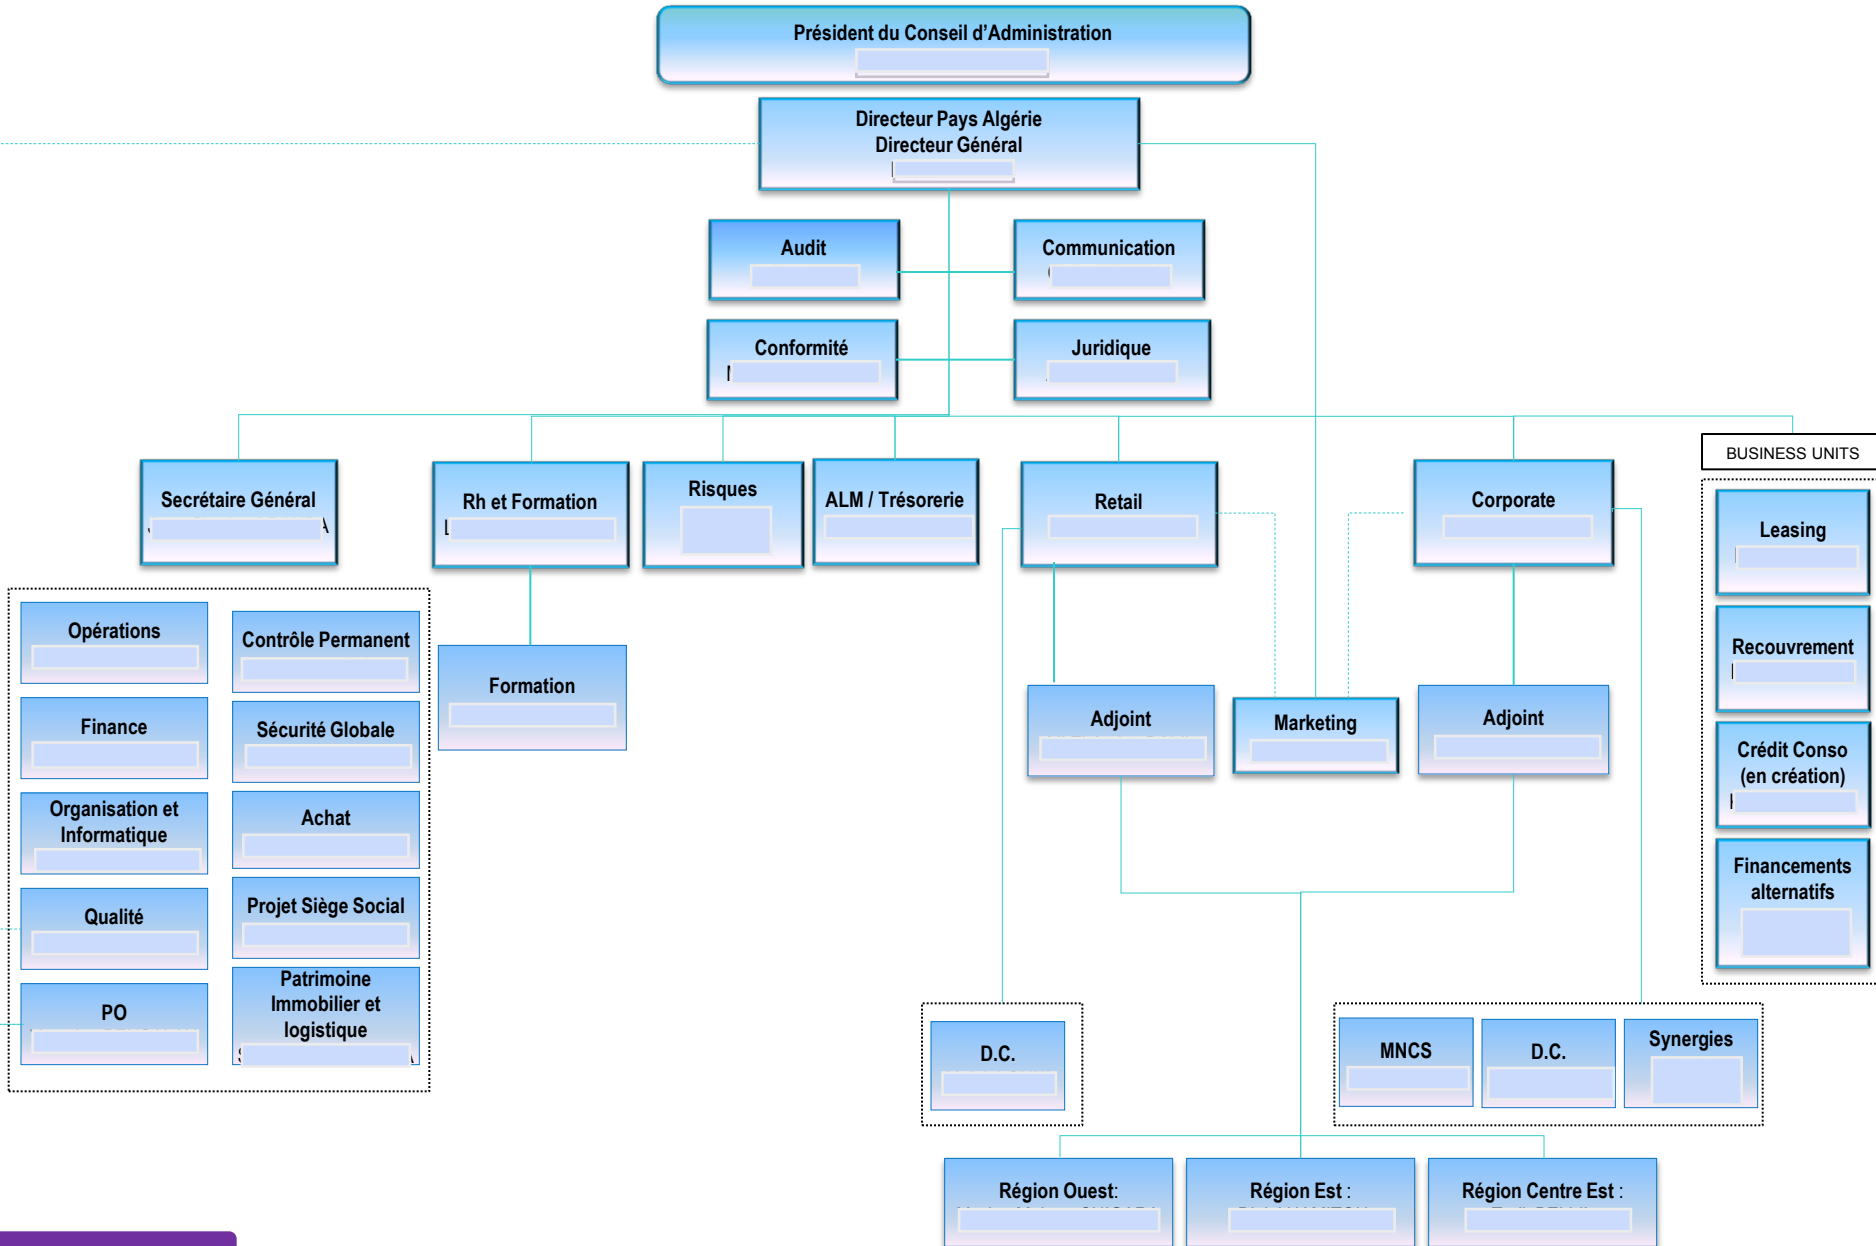 Président du Conseil d'Administration
Directeur Pays Algérie
Directeur Général
Audit
Communication
Conformité
Juridique
BUSINESS UNITS
Secrétaire Général
Rh et Formation
Risques
ALM / Trésorerie
Retail
Corporate
Leasing
Opérations
Contrôle Permanent
Recouvrement
Formation
Finance
Sécurité Globale
Adjoint
Marketing
Adjoint
Crédit Conso
(en création)
Organisation et
Informatique
Achat
Financements
alternatifs
Qualité
Projet Siège Social
PO
Patrimoine
Immobilier et
logistique
D.C.
MNCS
D.C.
Synergies
Région Ouest:
Région Est :
Région Centre Est :